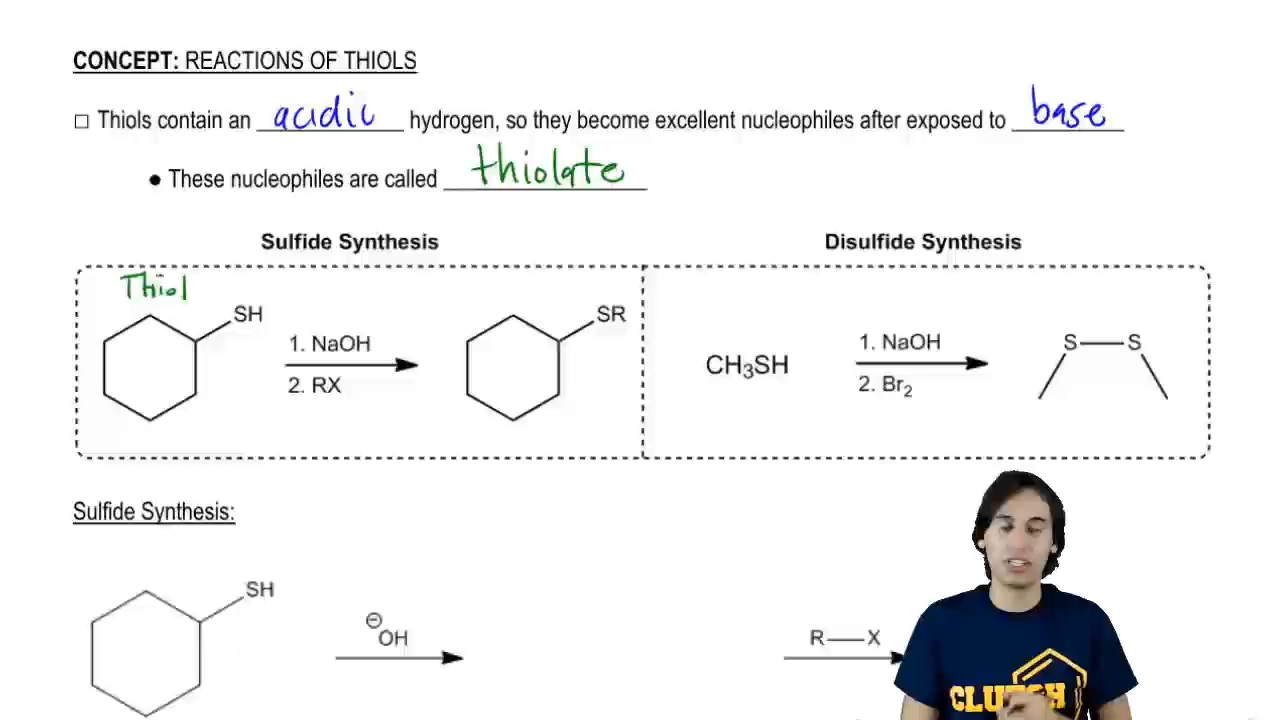 CONCEPT: REACTIONS OF THIOLS
□ Thiols contain an acidic hydrogen, so they become excellent nucleophiles after exposed to base
● These nucleophiles are called thiolate
Sulfide Synthesis
Disulfide Synthesis
Thiol
SH
1. NaOH
2. RX
SR
CH₃SH
1. NaOH
2. Br₂
S—S
Sulfide Synthesis:
SH
⊖
OH
R—X
CLUTCH